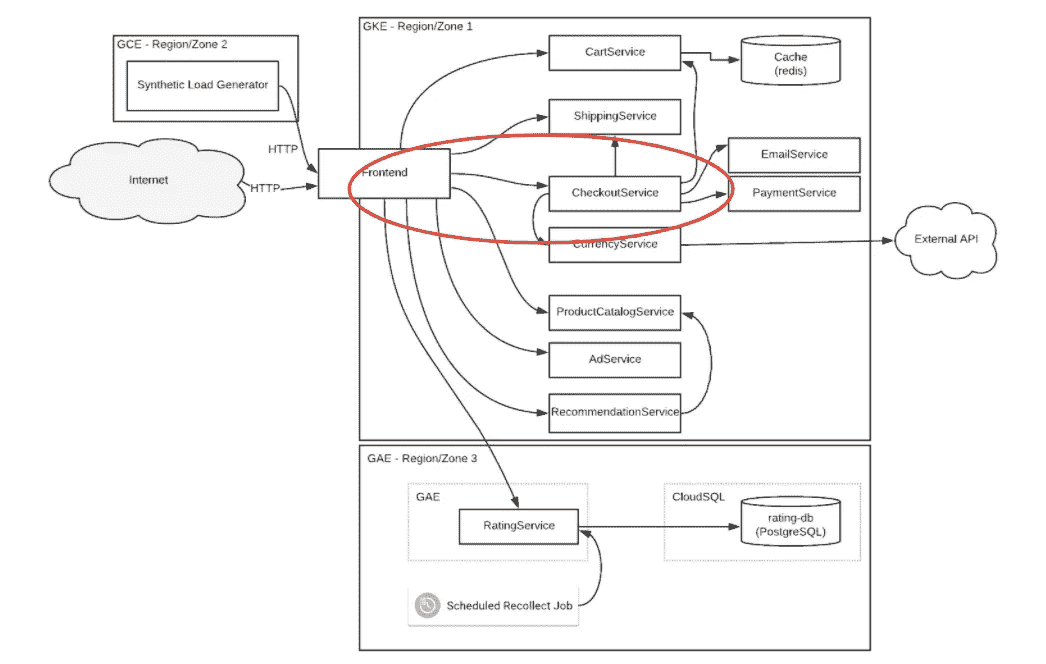 GKE - Region/Zone 1
GCE - Region/Zone 2
Synthetic Load Generator
CartService
Cache
(redis)
ShippingService
HTTP
Internet
HTTP
Frontend
CheckoutService
EmailService
PaymentService
CurrencyService
External API
ProductCatalogService
AdService
RecommendationService
GAE - Region/Zone 3
GAE
RatingService
CloudSQL
rating-db
(PostgreSQL)
Scheduled Recollect Job